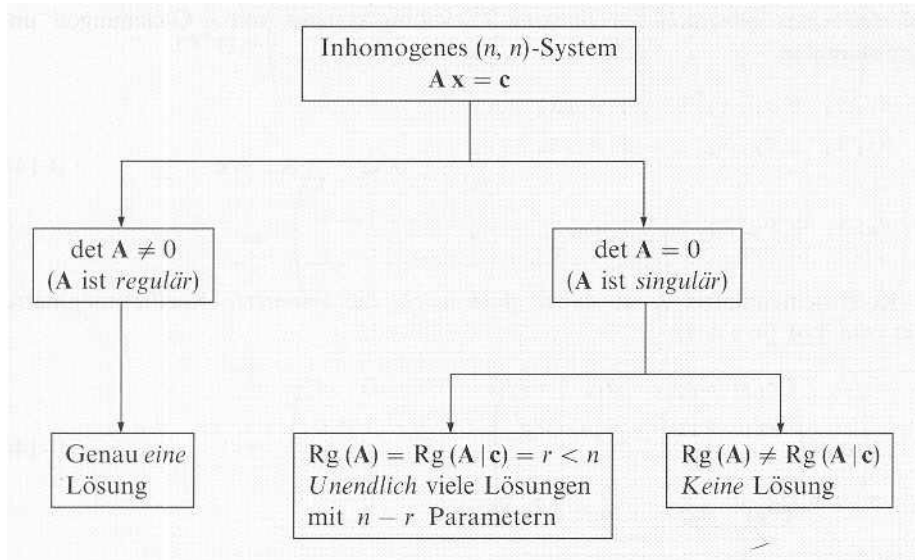 Inhomogenes (n, n)-System
A x = c
det A ≠ 0
(A ist regulär)
det A = 0
(A ist singulär)
Genau eine
Lösung
Rg (A) = Rg (A | c) = r < n
Unendlich viele Lösungen
mit n − r Parametern
Rg (A) ≠ Rg (A | c)
Keine Lösung